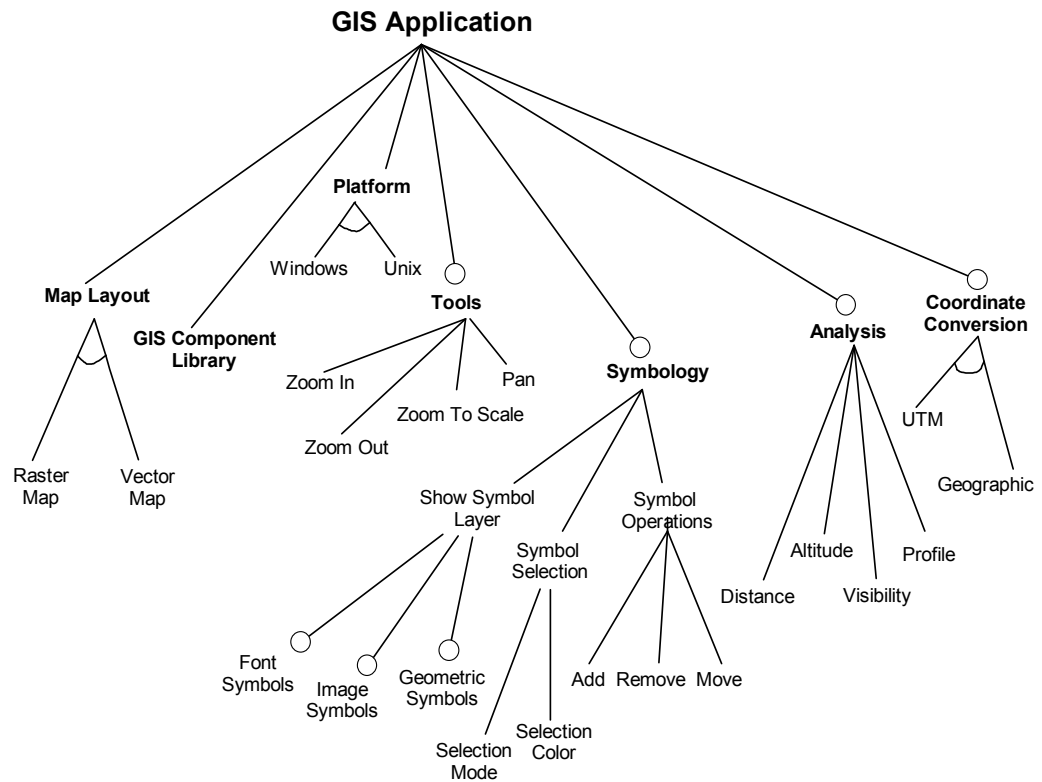 GIS Application
Platform
Windows
Unix
Map Layout
Tools
Coordinate
Conversion
GIS Component
Library
Analysis
Symbology
Zoom In
Pan
Zoom To Scale
Zoom Out
UTM
Raster
Map
Vector
Map
Geographic
Show Symbol
Layer
Symbol
Operations
Symbol
Selection
Altitude
Profile
Distance
Visibility
Font
Symbols
Image
Symbols
Geometric
Symbols
Add
Remove
Move
Selection
Mode
Selection
Color